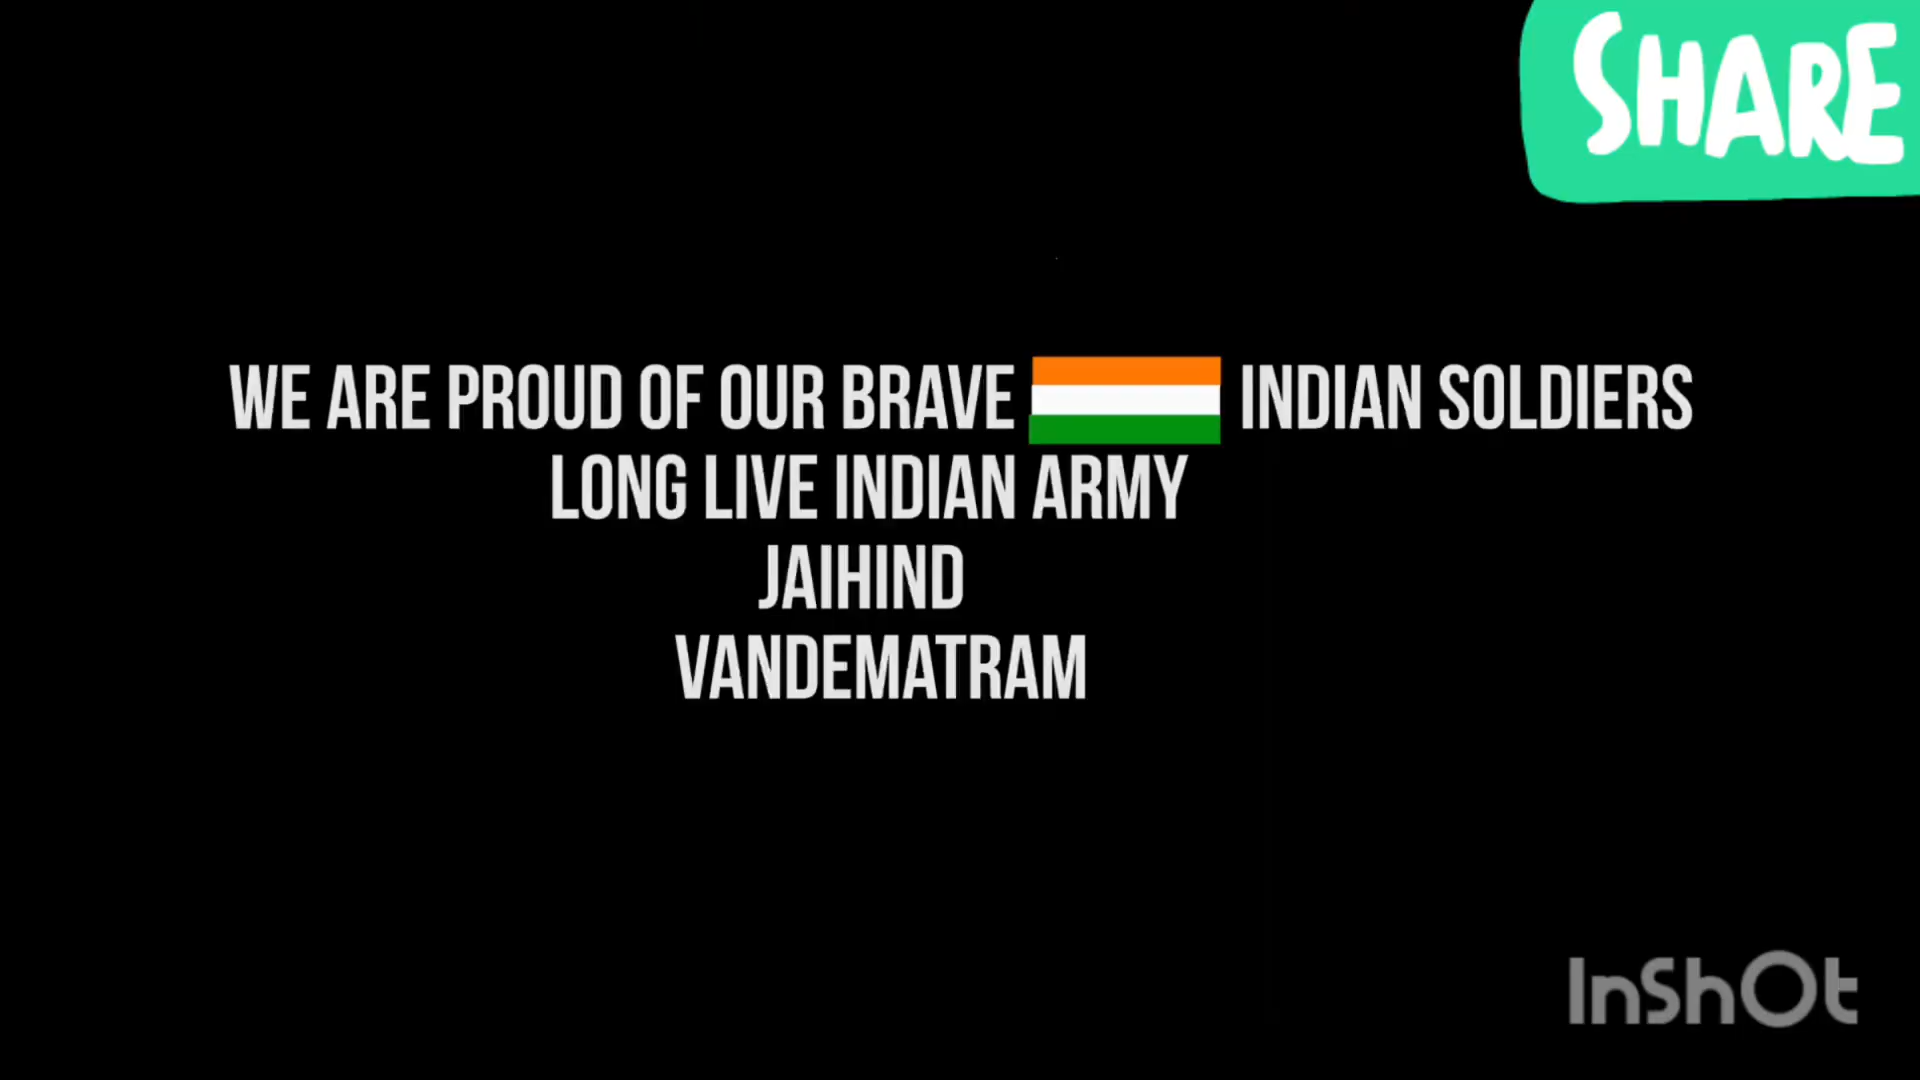 SHARE
WE ARE PROUD OF OUR BRAVE INDIAN SOLDIERS
LONG LIVE INDIAN ARMY
JAIHIND
VANDEMATRAM
InShOt